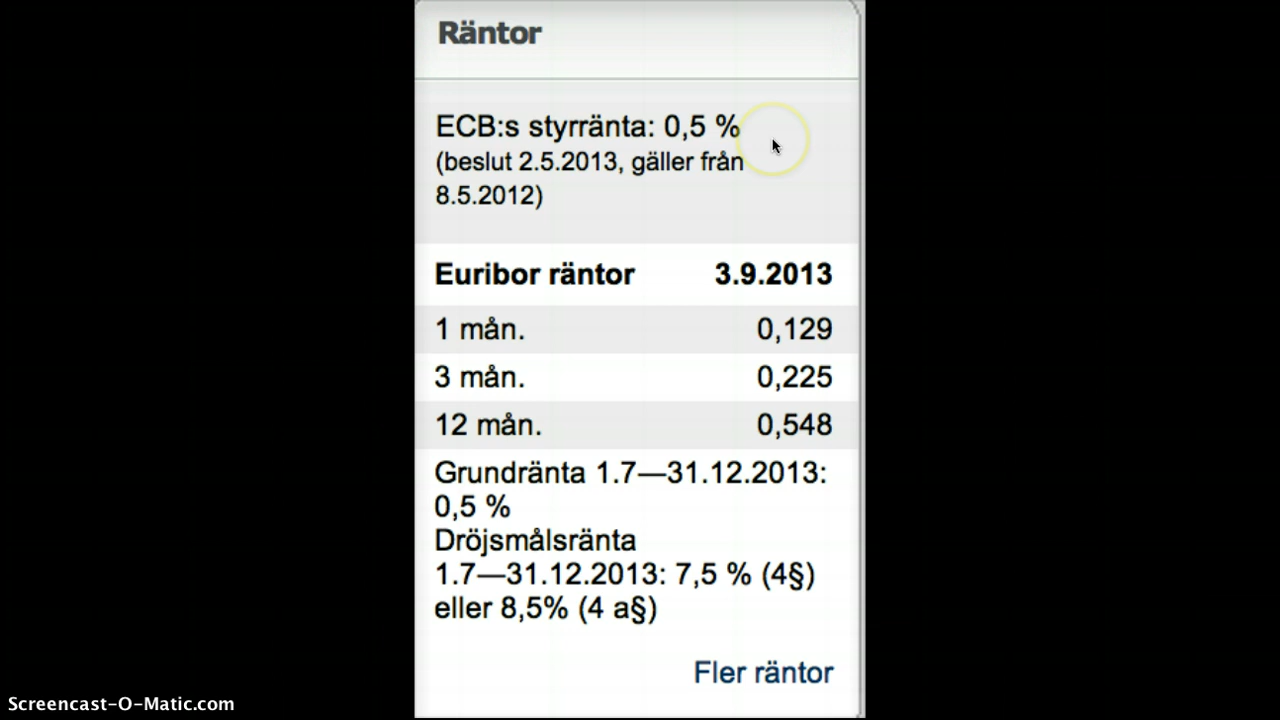 Räntor
ECB:s styrränta: 0,5 %
(beslut 2.5.2013, gäller från
8.5.2012)
Euribor räntor 3.9.2013
1 mån. 0,129
3 mån. 0,225
12 mån. 0,548
Grundränta 1.7—31.12.2013:
0,5 %
Dröjsmålsränta
1.7—31.12.2013: 7,5 % (4§)
eller 8,5% (4 a§)
Fler räntor
Screencast-O-Matic.com